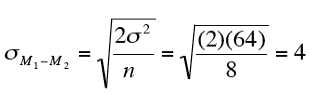 σ_{M₁−M₂} = √(2σ²/n) = √((2)(64)/8) = 4